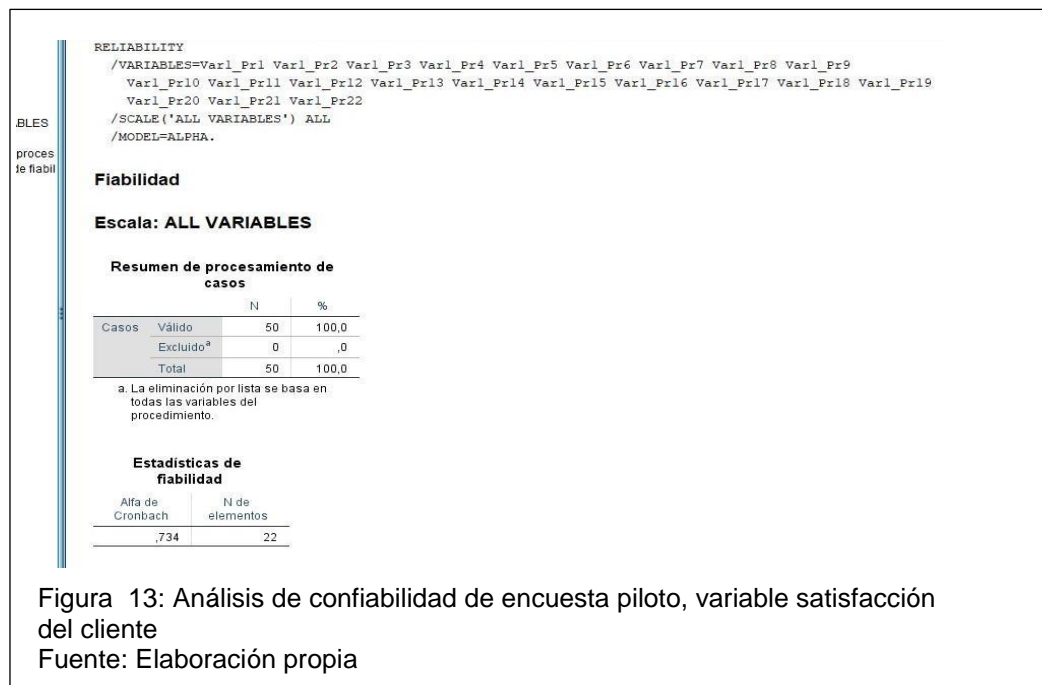 RELIABILITY
/VARIABLES=Var1_Pr1 Var1_Pr2 Var1_Pr3 Var1_Pr4 Var1_Pr5 Var1_Pr6 Var1_Pr7 Var1_Pr8 Var1_Pr9
Var1_Pr10 Var1_Pr11 Var1_Pr12 Var1_Pr13 Var1_Pr14 Var1_Pr15 Var1_Pr16 Var1_Pr17 Var1_Pr18 Var1_Pr19
Var1_Pr20 Var1_Pr21 Var1_Pr22
/SCALE('ALL VARIABLES') ALL
/MODEL=ALPHA.
.BLES
proces
de fiabil
Fiabilidad
Escala: ALL VARIABLES
Resumen de procesamiento de
casos
N %
Casos Válido 50 100,0
Excluido^a 0 ,0
Total 50 100,0
a. La eliminación por lista se basa en
todas las variables del
procedimiento.
Estadísticas de
fiabilidad
Alfa de N de
Cronbach elementos
,734 22
Figura 13: Análisis de confiabilidad de encuesta piloto, variable satisfacción
del cliente
Fuente: Elaboración propia